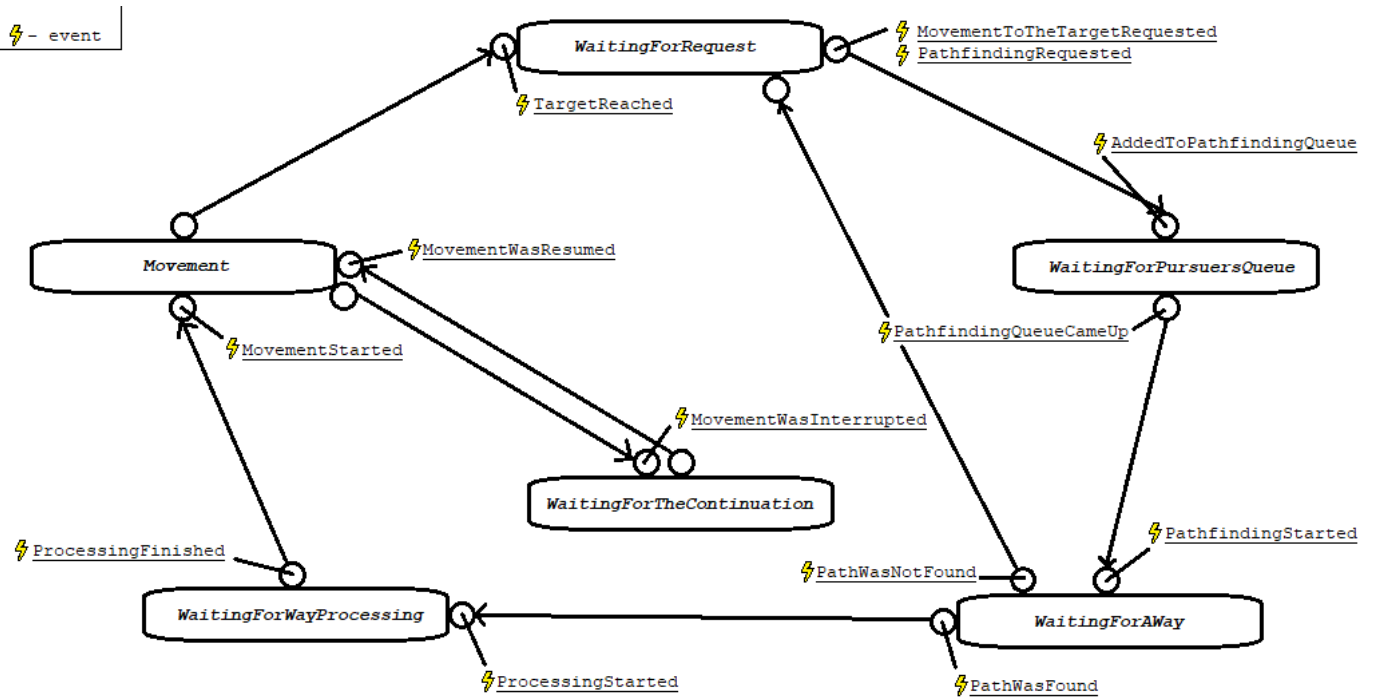 - event
WaitingForRequest
MovementToTheTargetRequested
PathfindingRequested
TargetReached
AddedToPathfindingQueue
MovementWasResumed
Movement
WaitingForPursuersQueue
PathfindingQueueCameUp
MovementStarted
MovementWasInterrupted
WaitingForTheContinuation
PathfindingStarted
ProcessingFinished
PathWasNotFound
WaitingForWayProcessing
WaitingForAWay
ProcessingStarted
PathWasFound